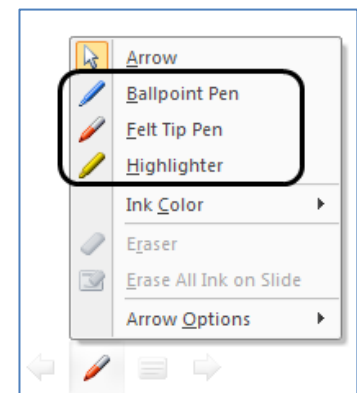 Arrow
Ballpoint Pen
Felt Tip Pen
Highlighter
Ink Color
Eraser
Erase All Ink on Slide
Arrow Options